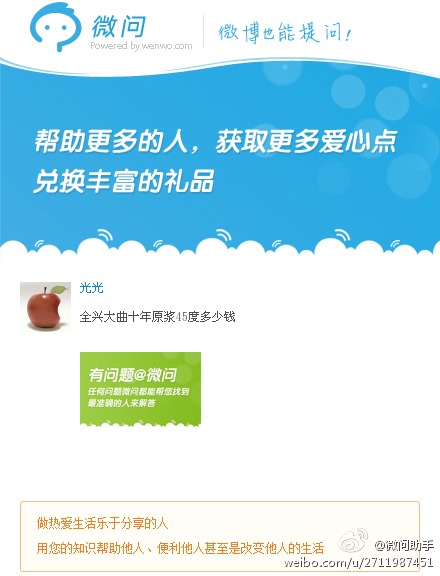 微问
Powered by wenwo.com
微博也能提问!
帮助更多的人，获取更多爱心点
兑换丰富的礼品
光光
全兴大曲十年原浆45度多少钱
有问题@微问
任何问题微问都能帮您找到
最准确的人来解答
做热爱生活乐于分享的人
用您的知识帮助他人、便利他人甚至是改变他人的生活
@微问助手
weibo.com/u/2711987451